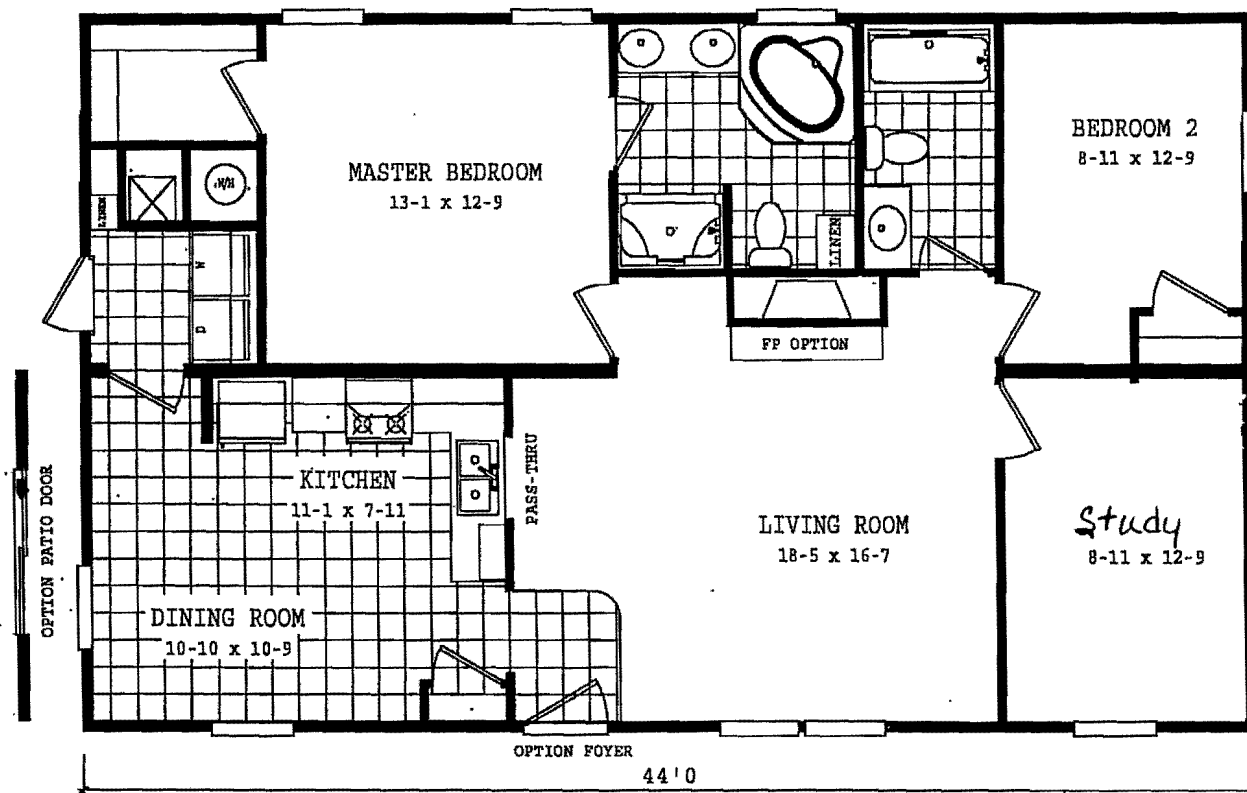 MASTER BEDROOM
13-1 x 12-9
BEDROOM 2
8-11 x 12-9
LINEN
W/H
W
D
LINEN
FP OPTION
OPTION PATIO DOOR
KITCHEN
11-1 x 7-11
PASS-THRU
LIVING ROOM
18-5 x 16-7
Study
8-11 x 12-9
DINING ROOM
10-10 x 10-9
OPTION FOYER
44'0